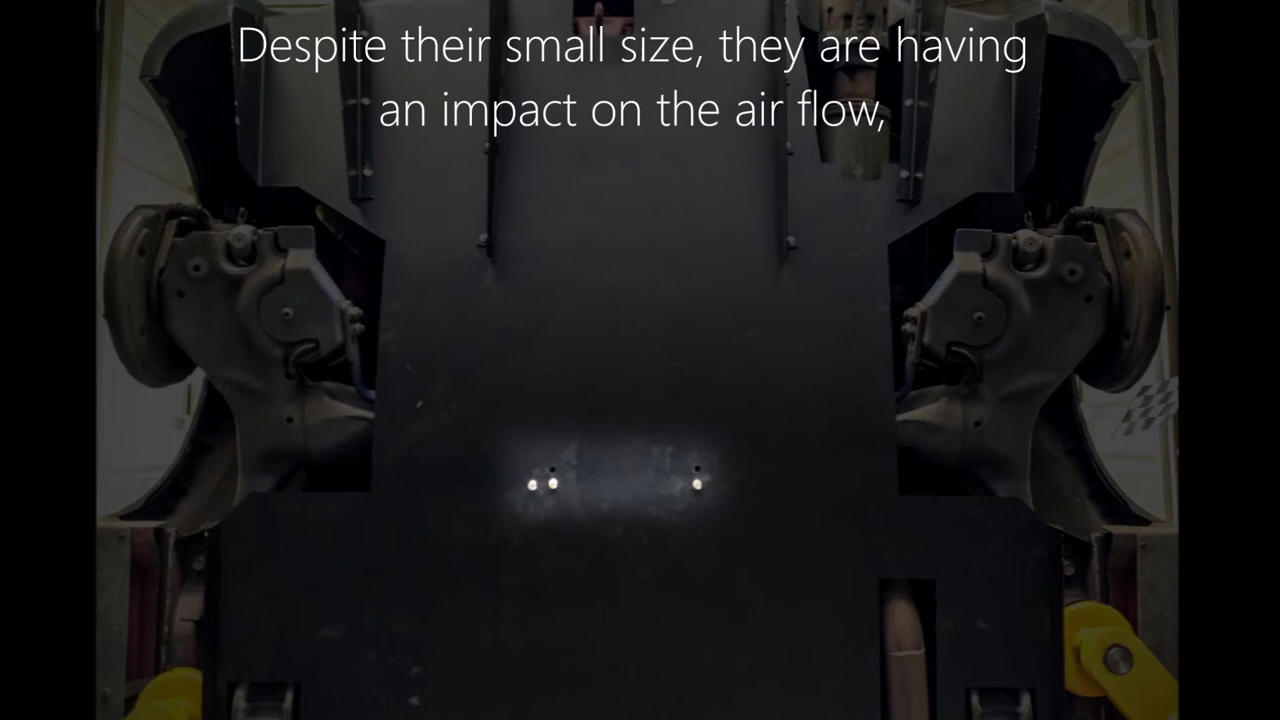 Despite their small size, they are having
an impact on the air flow,